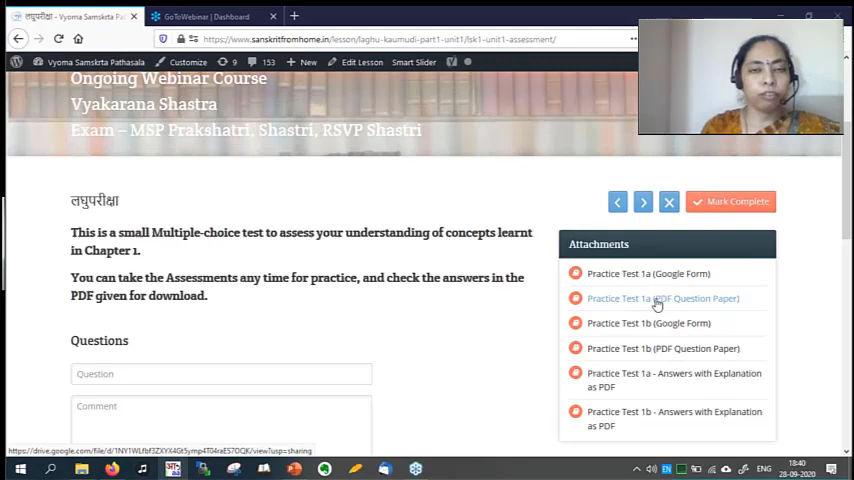 लघुपरीक्षा - Vyoma Samskrta Pathasala
GoToWebinar | Dashboard
https://www.sanskritfromhome.in/lesson/laghu-kaumudi-part1-unit1/lsk1-unit1-assessment/
Vyoma Samskrta Pathasala Customize 9 153 New Edit Lesson Smart Slider
Ongoing Webinar Course
Vyakarana Shastra
Exam – MSP Prakshatri, Shastri, RSVP Shastri
लघुपरीक्षा
Mark Complete
This is a small Multiple-choice test to assess your understanding of concepts learnt
in Chapter 1.
You can take the Assessments any time for practice, and check the answers in the
PDF given for download.
Questions
Question
Comment
Attachments
Practice Test 1a (Google Form)
Practice Test 1a (PDF Question Paper)
Practice Test 1b (Google Form)
Practice Test 1b (PDF Question Paper)
Practice Test 1a - Answers with Explanation
as PDF
Practice Test 1b - Answers with Explanation
as PDF
ENG
18:40
28-09-2020